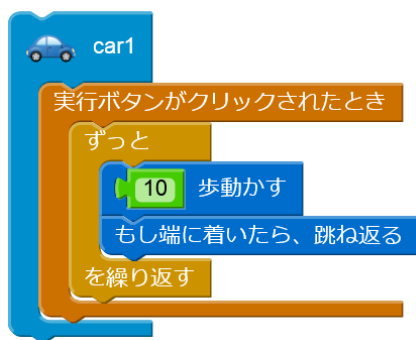 car1
実行ボタンがクリックされたとき
ずっと
10 歩動かす
もし端に着いたら、跳ね返る
を繰り返す